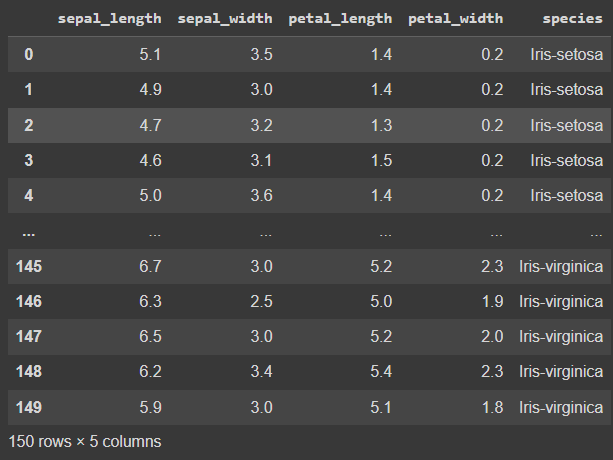 sepal_length sepal_width petal_length petal_width species
0 5.1 3.5 1.4 0.2 Iris-setosa
1 4.9 3.0 1.4 0.2 Iris-setosa
2 4.7 3.2 1.3 0.2 Iris-setosa
3 4.6 3.1 1.5 0.2 Iris-setosa
4 5.0 3.6 1.4 0.2 Iris-setosa
... ... ... ... ... ...
145 6.7 3.0 5.2 2.3 Iris-virginica
146 6.3 2.5 5.0 1.9 Iris-virginica
147 6.5 3.0 5.2 2.0 Iris-virginica
148 6.2 3.4 5.4 2.3 Iris-virginica
149 5.9 3.0 5.1 1.8 Iris-virginica
150 rows × 5 columns